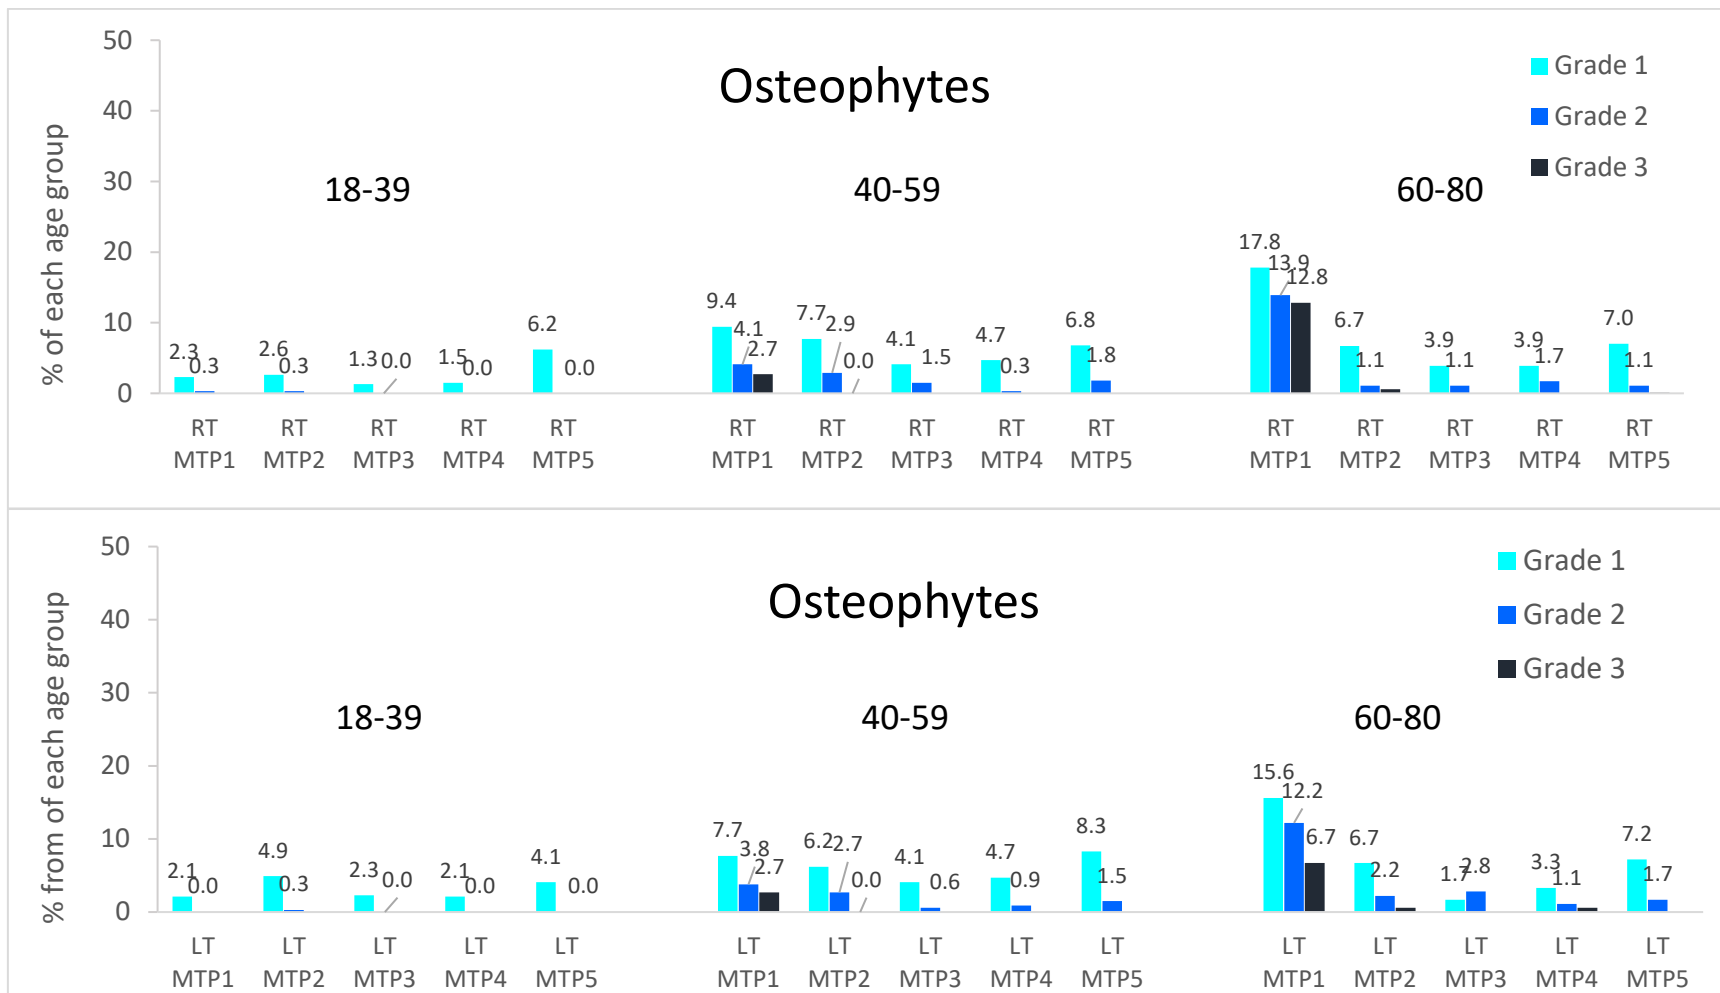 Osteophytes
Grade 1
Grade 2
Grade 3
% of each age group
50
40
30
20
10
0
18-39
40-59
60-80
2.3 0.3 2.6 0.3 1.3 0.0 1.5 0.0 6.2 0.0
9.4 4.1 2.7 7.7 2.9 0.0 4.1 1.5 4.7 0.3 6.8 1.8
17.8 13.9 12.8 6.7 1.1 3.9 1.1 3.9 1.7 7.0 1.1
RT RT RT RT RT RT RT RT RT RT RT RT RT RT RT
MTP1 MTP2 MTP3 MTP4 MTP5 MTP1 MTP2 MTP3 MTP4 MTP5 MTP1 MTP2 MTP3 MTP4 MTP5
Osteophytes
Grade 1
Grade 2
Grade 3
% from of each age group
50
40
30
20
10
0
18-39
40-59
60-80
2.1 0.0 4.9 0.3 2.3 0.0 2.1 0.0 4.1 0.0
7.7 3.8 2.7 6.2 2.7 0.0 4.1 0.6 4.7 0.9 8.3 1.5
15.6 12.2 6.7 6.7 2.2 1.7 2.8 3.3 1.1 7.2 1.7
LT LT LT LT LT LT LT LT LT LT LT LT LT LT LT
MTP1 MTP2 MTP3 MTP4 MTP5 MTP1 MTP2 MTP3 MTP4 MTP5 MTP1 MTP2 MTP3 MTP4 MTP5